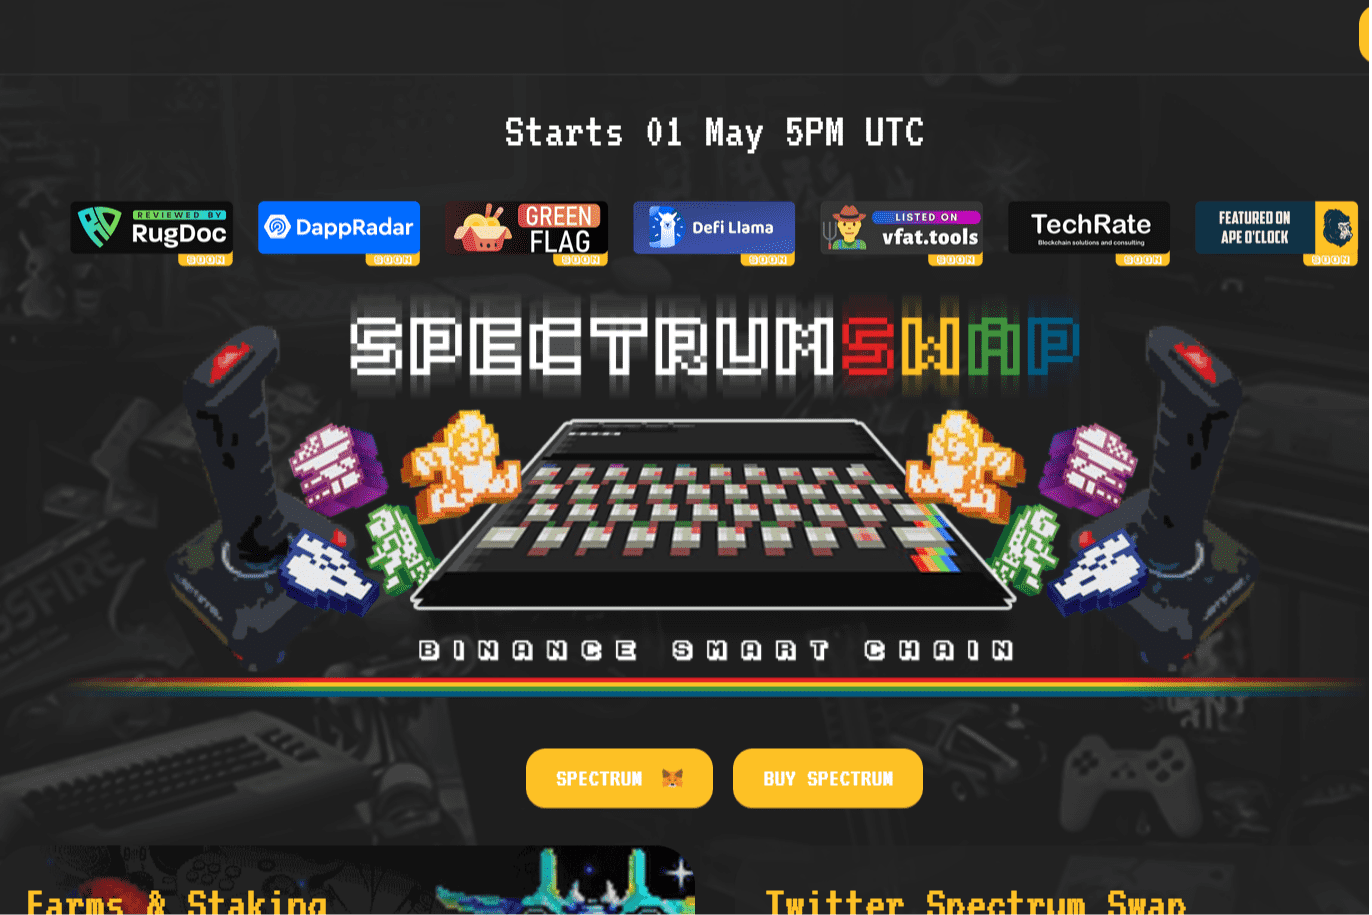 Starts 01 May 5PM UTC
REVIEWED BY
RugDoc
SOON
DappRadar
SOON
GREEN
FLAG
SOON
Defi Llama
SOON
LISTED ON
vfat.tools
SOON
TechRate
Blockchain solutions and consulting
SOON
FEATURED ON
APE O'CLOCK
SOON
SPECTRUMSWAP
BINANCE SMART CHAIN
SPECTRUM
BUY SPECTRUM
Farms & Staking
Twitter Spectrum Swap